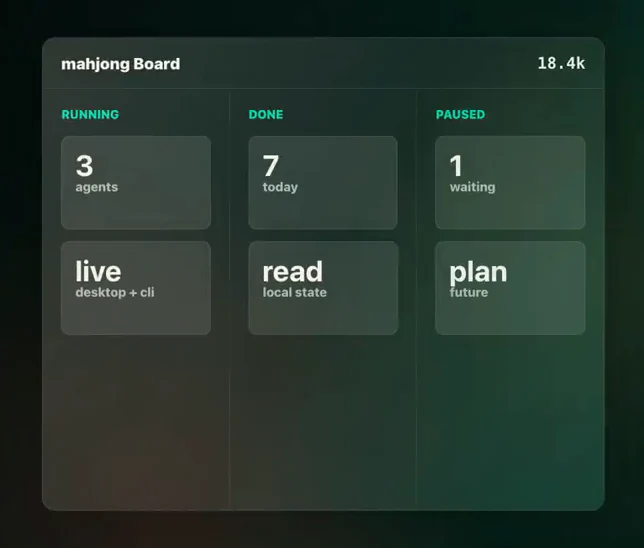 mahjong Board
18.4k
RUNNING
3
agents
live
desktop + cli
DONE
7
today
read
local state
PAUSED
1
waiting
plan
future